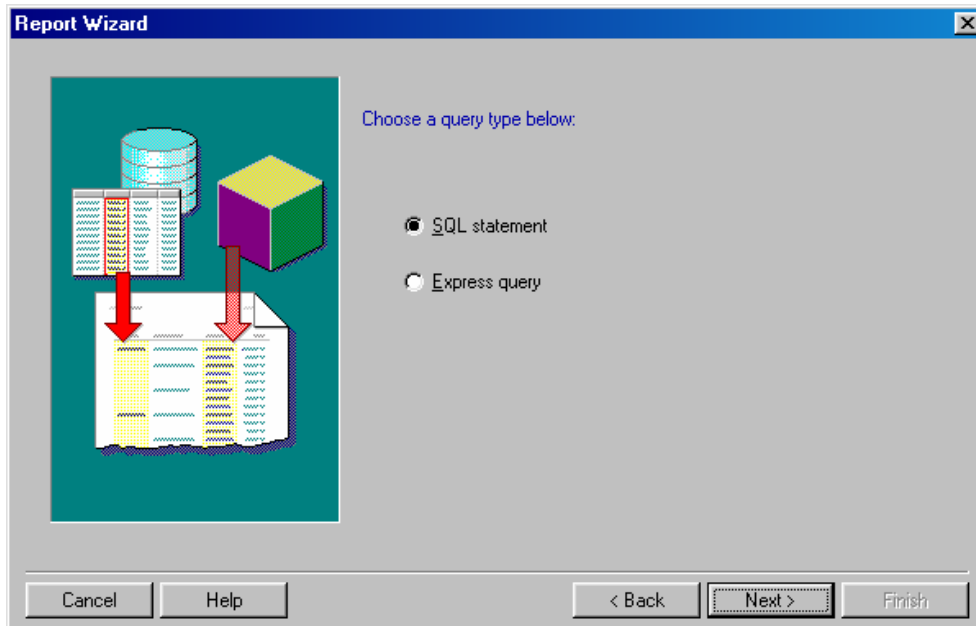 Report Wizard
Choose a query type below:
SQL statement
Express query
Cancel
Help
< Back
Next >
Finish